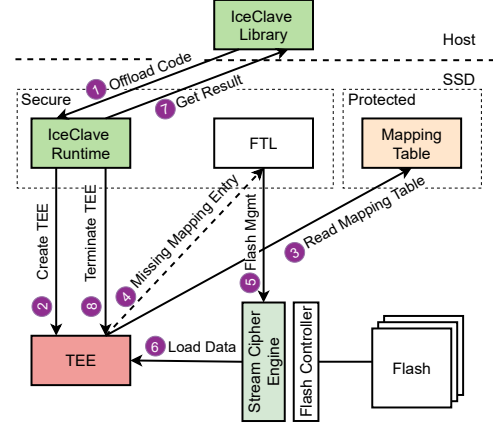 IceClave
Library
Host
1 Offload Code
7 Get Result
SSD
Secure
Protected
IceClave
Runtime
FTL
Mapping
Table
2 Create TEE
8 Terminate TEE
4 Missing Mapping Entry
5 Flash Mgmt
3 Read Mapping Table
TEE
6 Load Data
Stream Cipher
Engine
Flash Controller
Flash